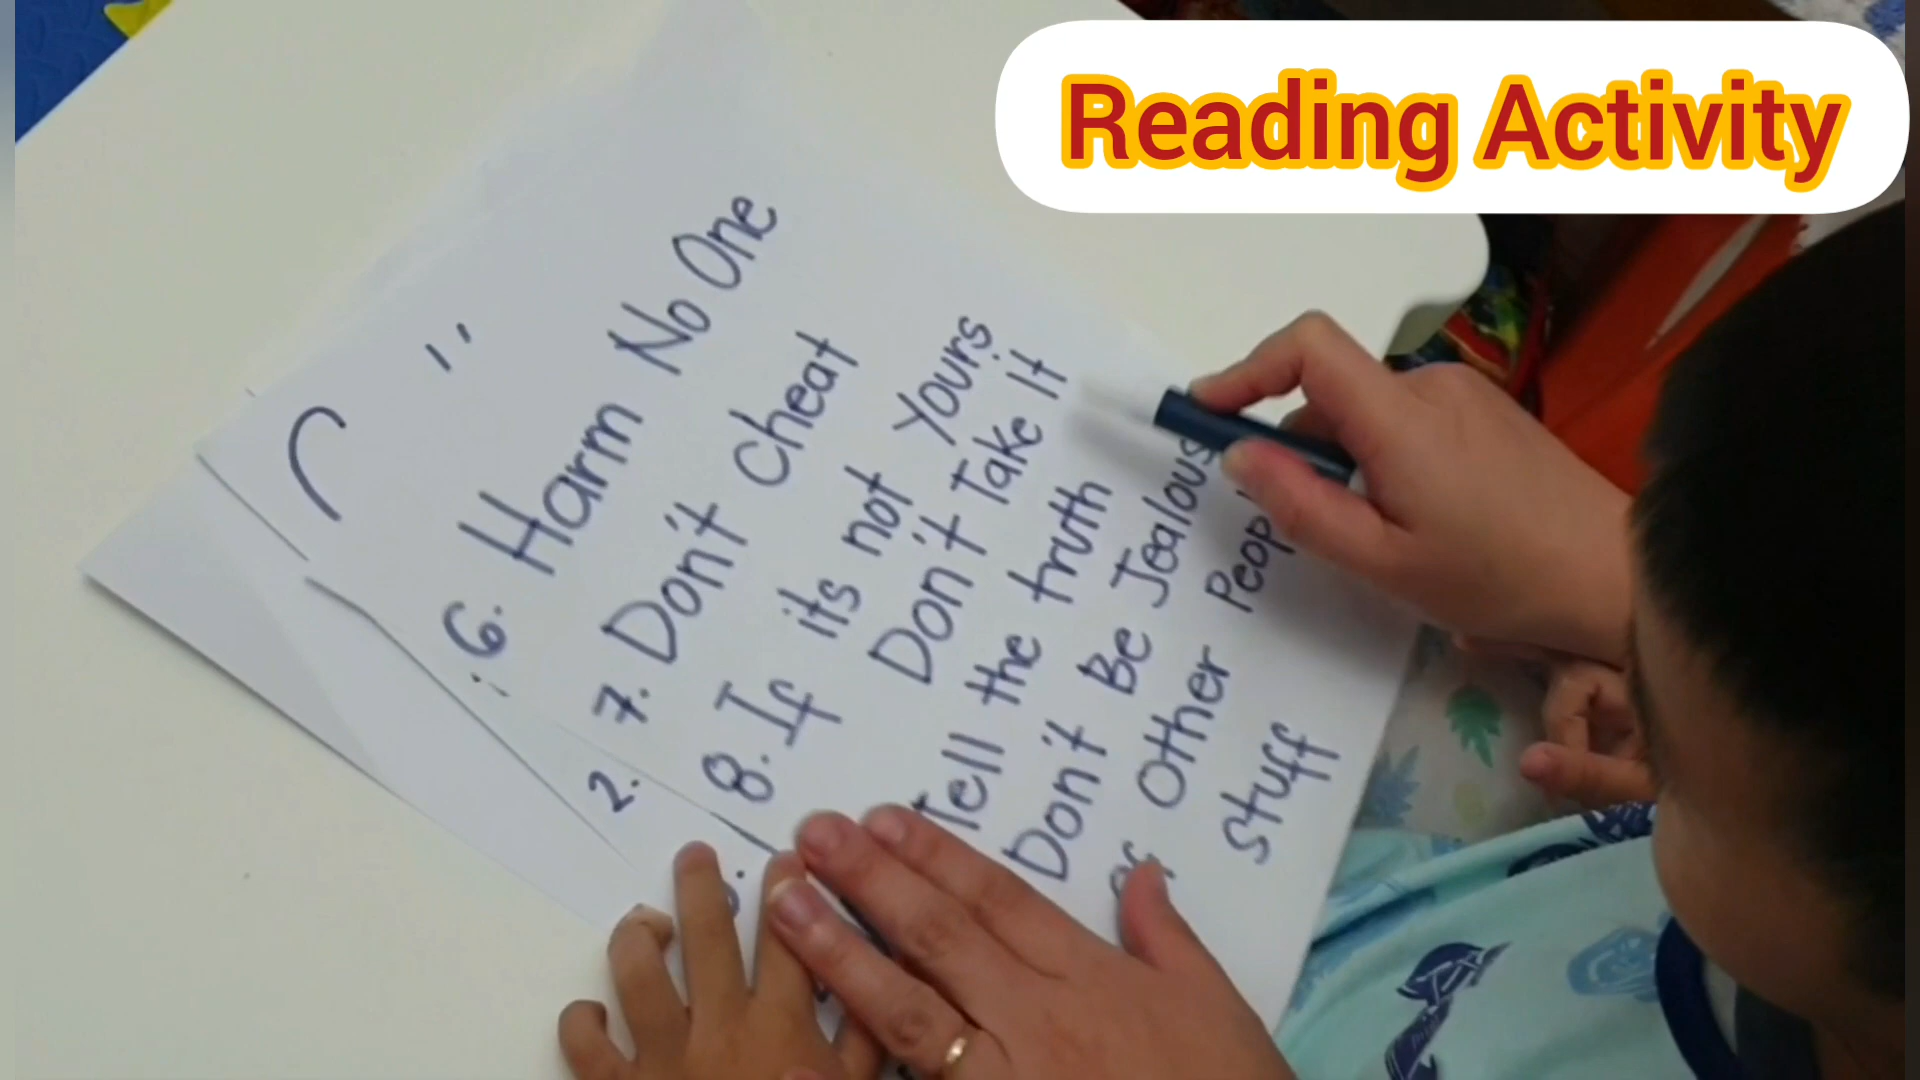 Reading Activity
6. Harm No One
7. Don't cheat
8. If its not Yours
Don't Take It
Tell the truth
Don't Be Jealous
Other
stuff
2.